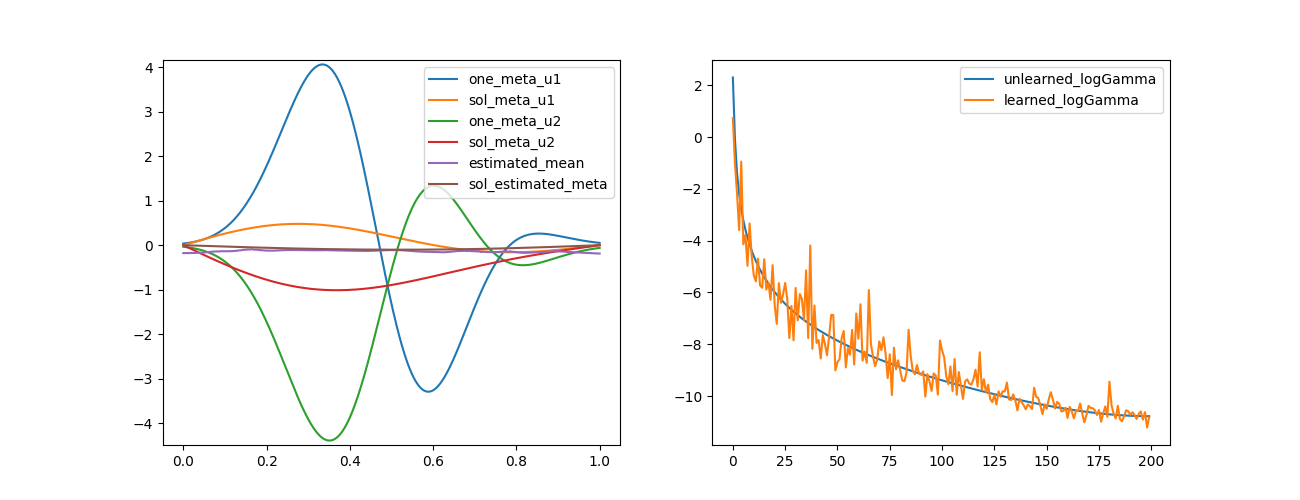 4
3
2
1
0
−1
−2
−3
−4
0.0 0.2 0.4 0.6 0.8 1.0
one_meta_u1
sol_meta_u1
one_meta_u2
sol_meta_u2
estimated_mean
sol_estimated_meta
2
0
−2
−4
−6
−8
−10
0 25 50 75 100 125 150 175 200
unlearned_logGamma
learned_logGamma